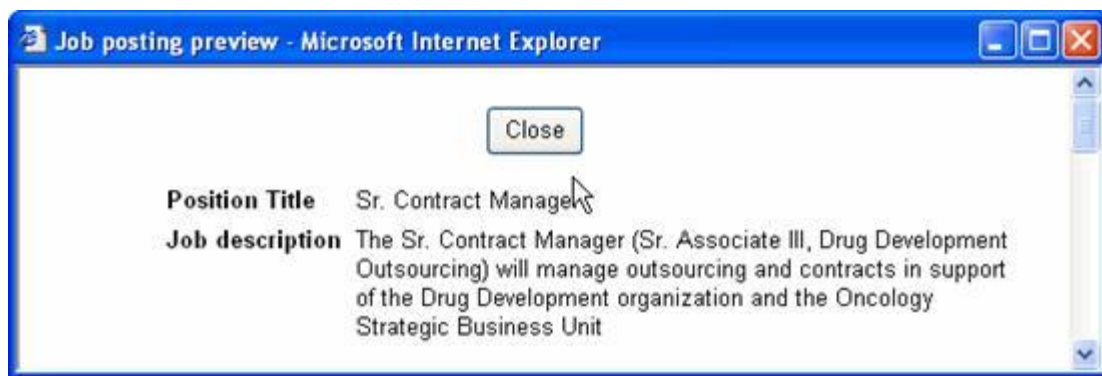 Job posting preview - Microsoft Internet Explorer
Close
Position Title Sr. Contract Manager
Job description The Sr. Contract Manager (Sr. Associate III, Drug Development
Outsourcing) will manage outsourcing and contracts in support
of the Drug Development organization and the Oncology
Strategic Business Unit